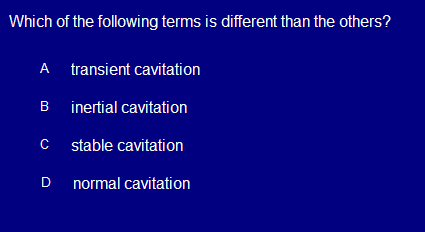 Which of the following terms is different than the others?
A transient cavitation
B inertial cavitation
C stable cavitation
D normal cavitation